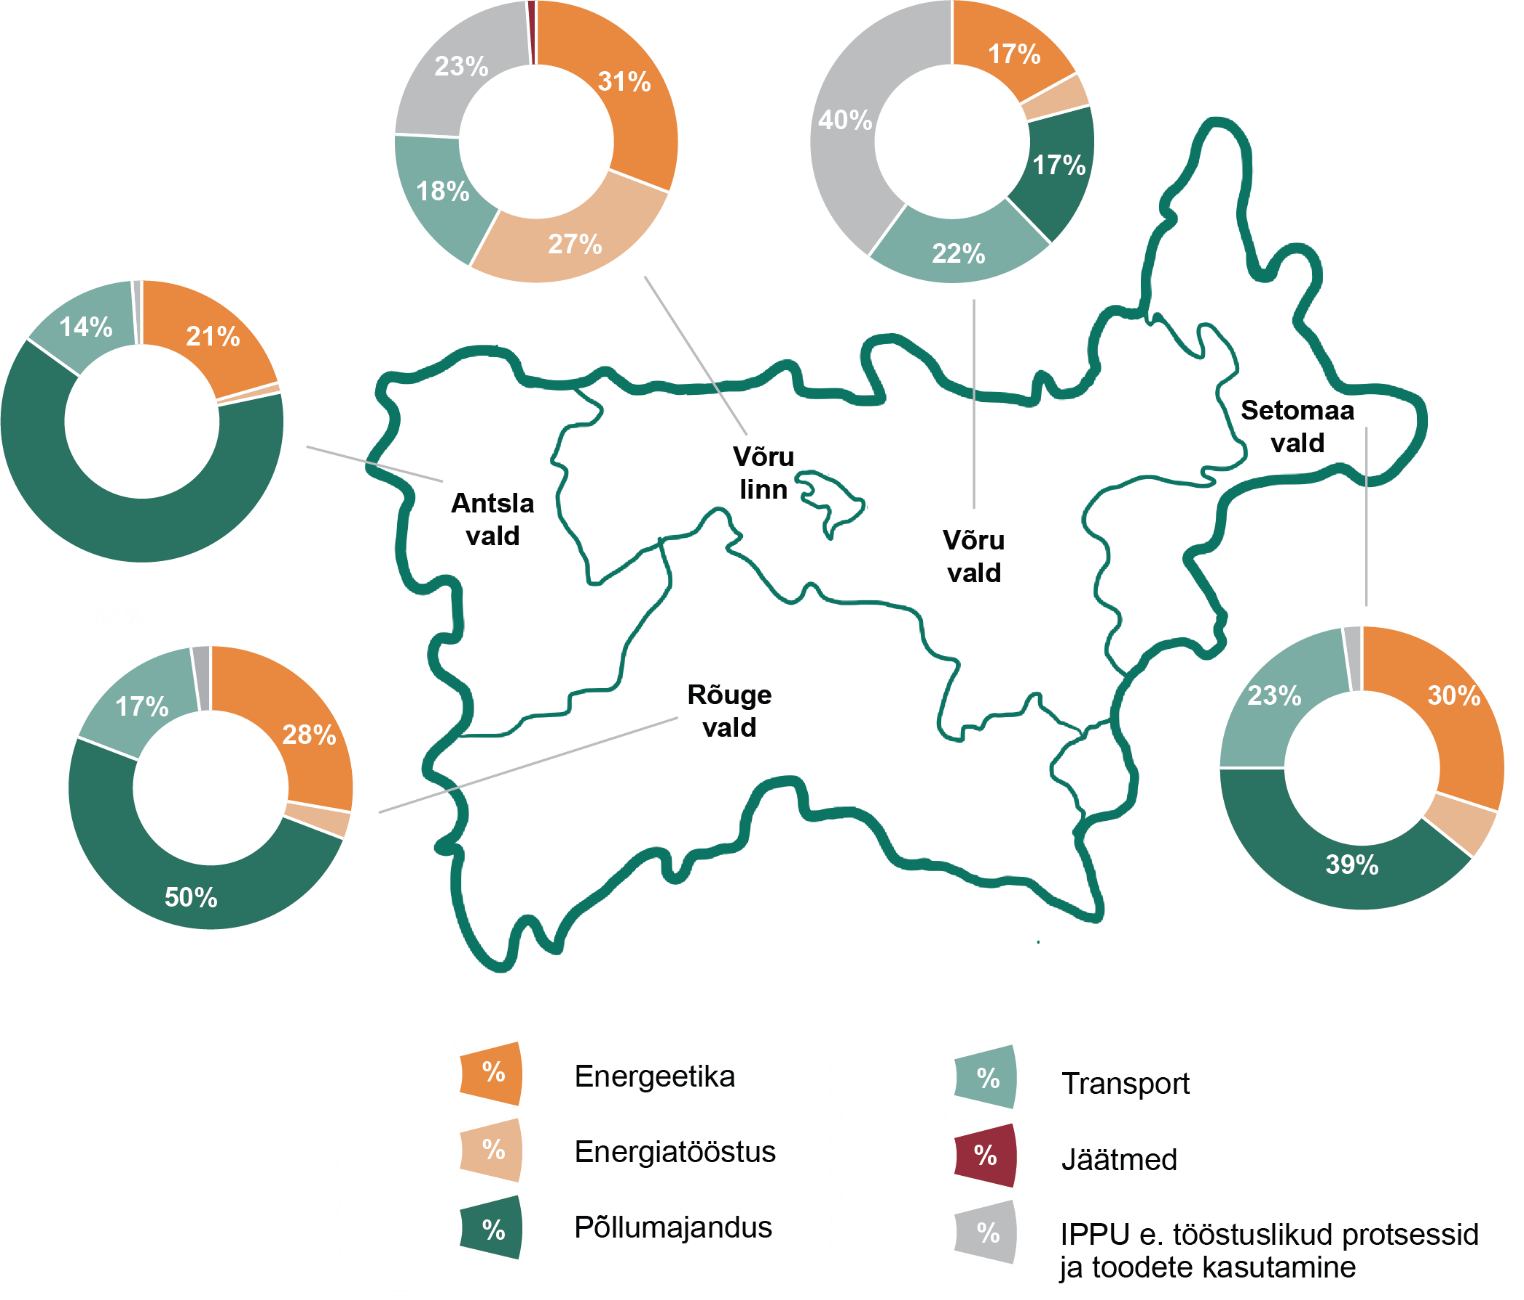 23%
31%
18%
27%
17%
40%
17%
22%
14%
21%
Setomaa
vald
Võru
linn
Antsla
vald
Võru
vald
17%
28%
50%
Rõuge
vald
23%
30%
39%
% Energeetika
% Energiatööstus
% Põllumajandus
% Transport
% Jäätmed
% IPPU e. tööstuslikud protsessid
ja toodete kasutamine